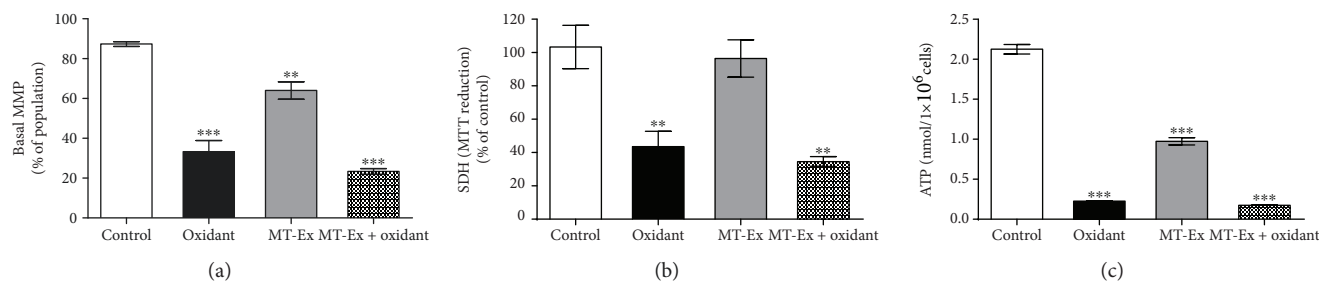 Basal MMP
(% of population)
100
80
60
40
20
0
***
**
***
Control
Oxidant
MT-Ex
MT-Ex + oxidant
(a)
SDH (MTT reduction)
(% of control)
120
100
80
60
40
20
0
**
**
Control
Oxidant
MT-Ex
MT-Ex + oxidant
(b)
ATP (nmol/1×10⁶ cells)
2.5
2.0
1.5
1.0
0.5
0.0
***
***
***
Control
Oxidant
MT-Ex
MT-Ex + oxidant
(c)